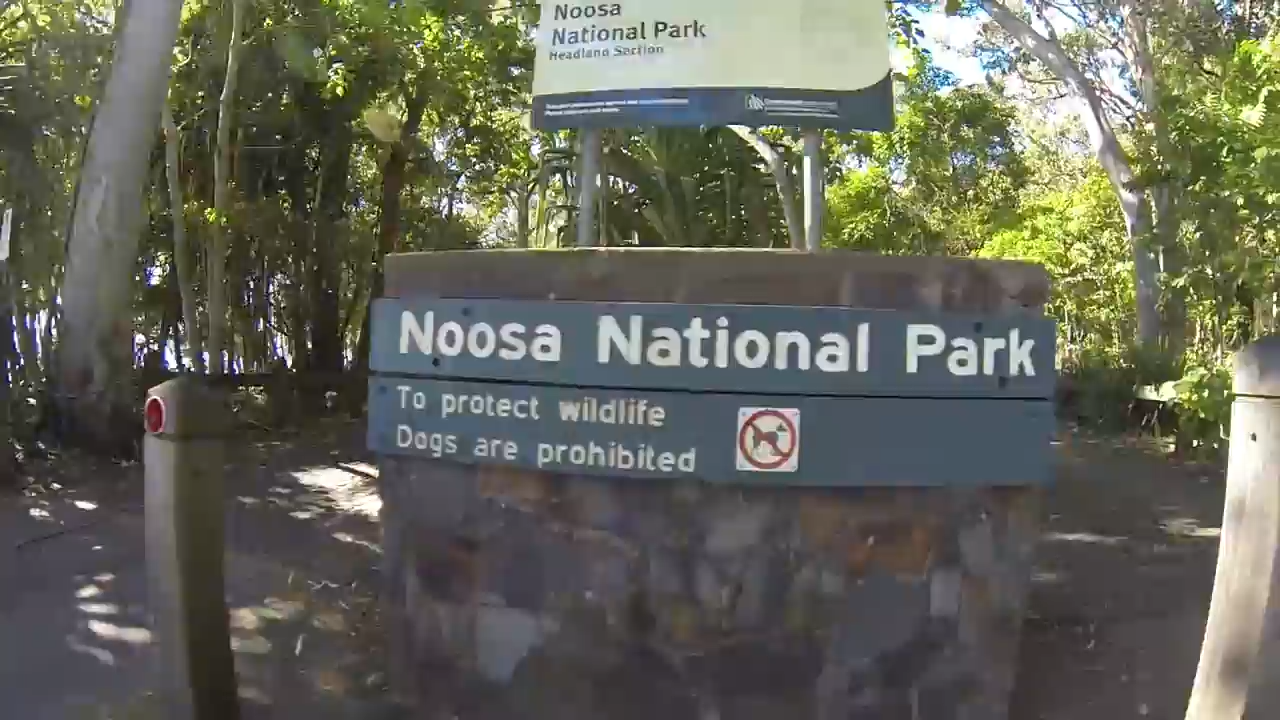 Noosa
National Park
Headland Section
Noosa National Park
To protect wildlife
Dogs are prohibited